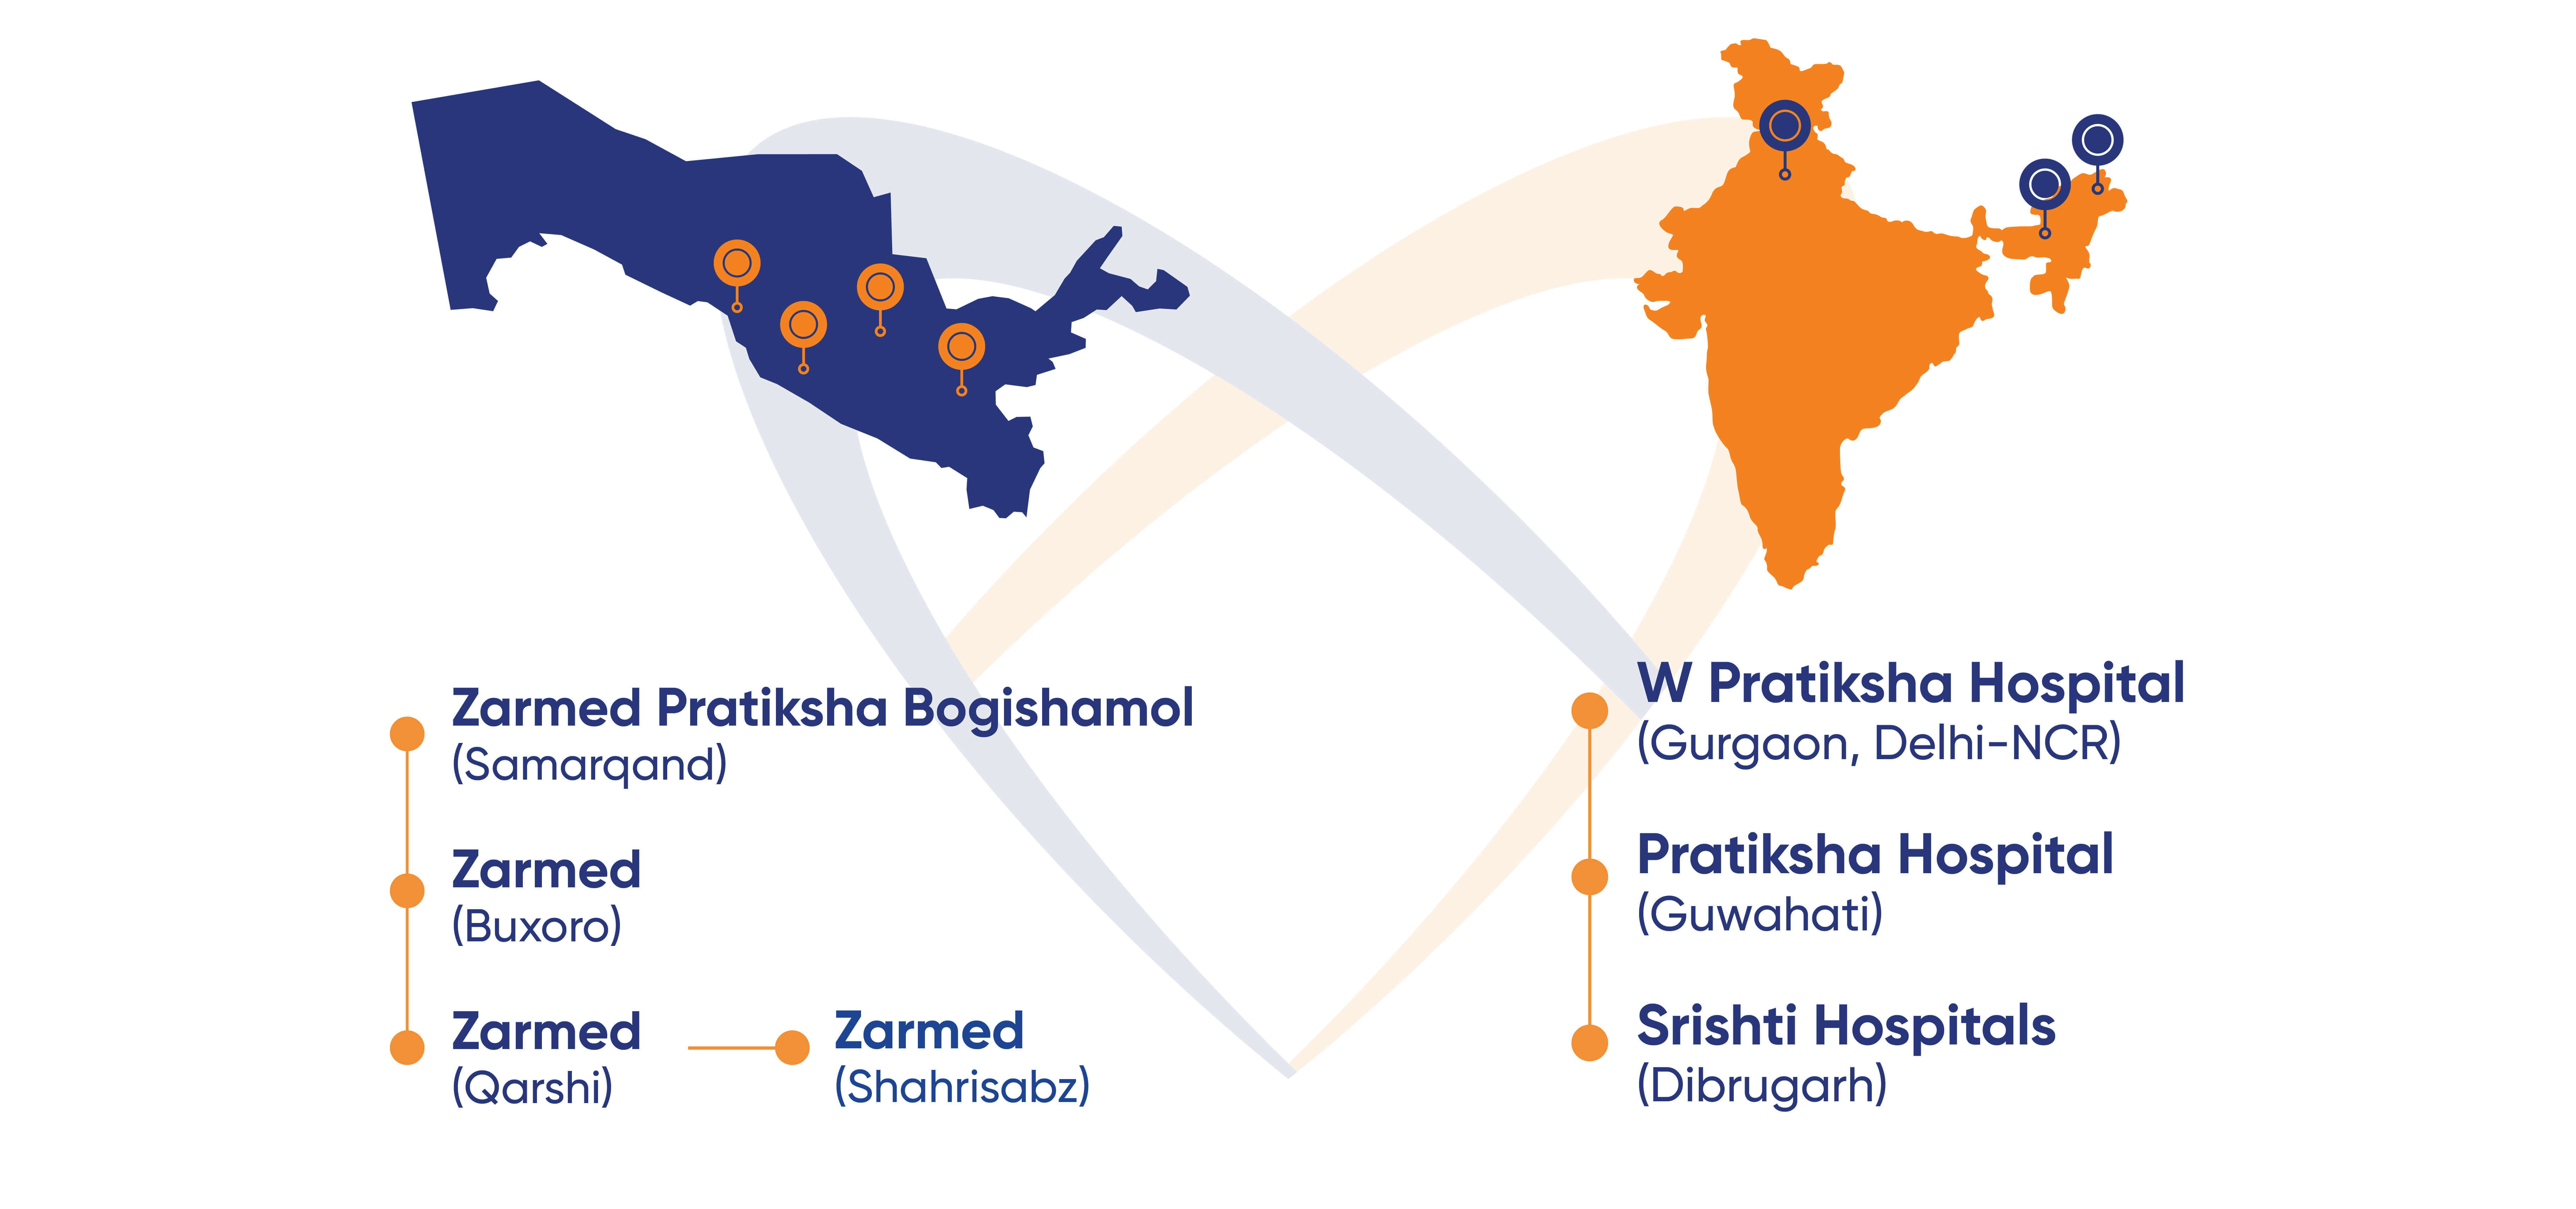 Zarmed Pratiksha Bogishamol
(Samarqand)
Zarmed
(Buxoro)
Zarmed
(Qarshi)
Zarmed
(Shahrisabz)
W Pratiksha Hospital
(Gurgaon, Delhi-NCR)
Pratiksha Hospital
(Guwahati)
Srishti Hospitals
(Dibrugarh)